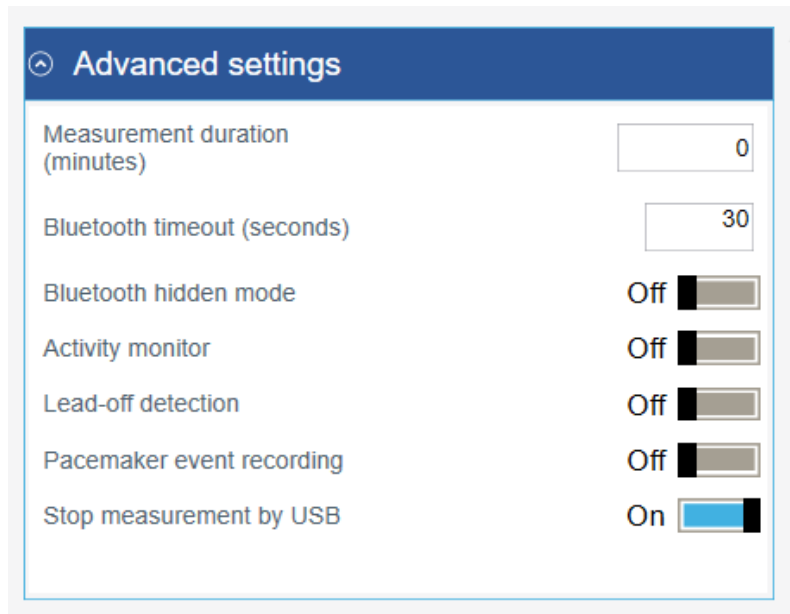 Advanced settings
Measurement duration
(minutes)
0
Bluetooth timeout (seconds)
30
Bluetooth hidden mode
Off
Activity monitor
Off
Lead-off detection
Off
Pacemaker event recording
Off
Stop measurement by USB
On